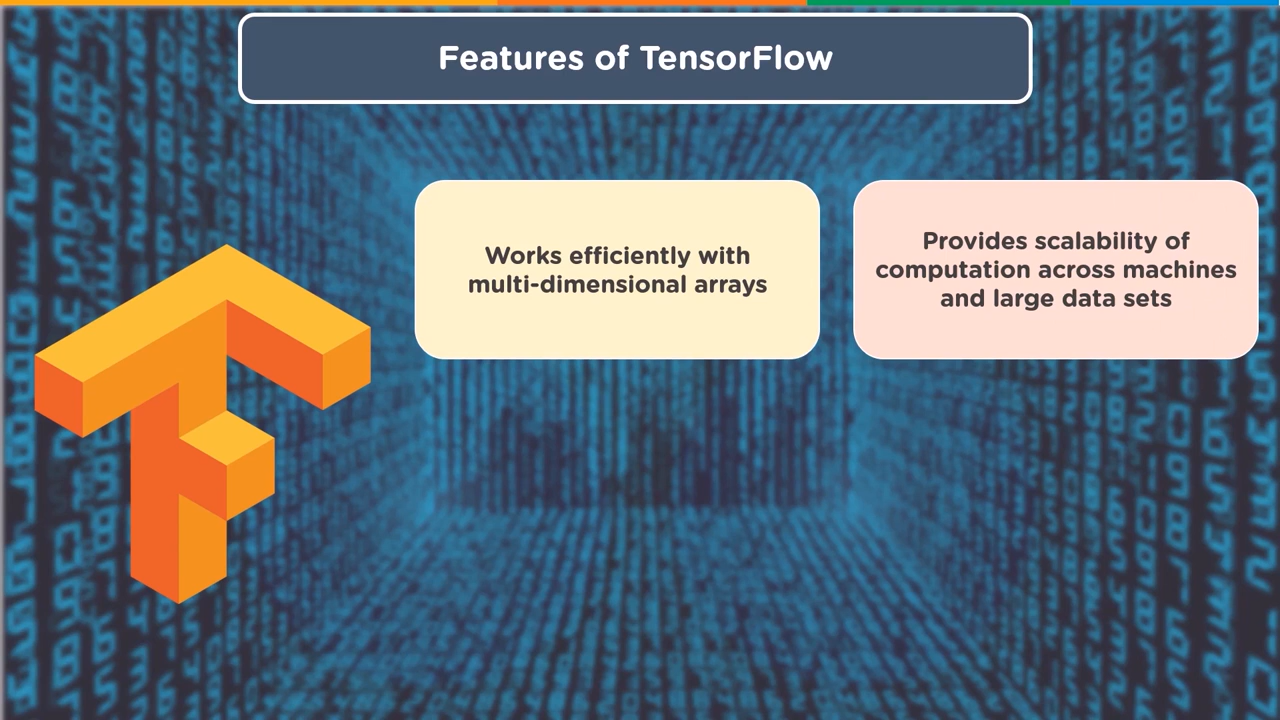 Features of TensorFlow
Works efficiently with
multi-dimensional arrays
Provides scalability of
computation across machines
and large data sets